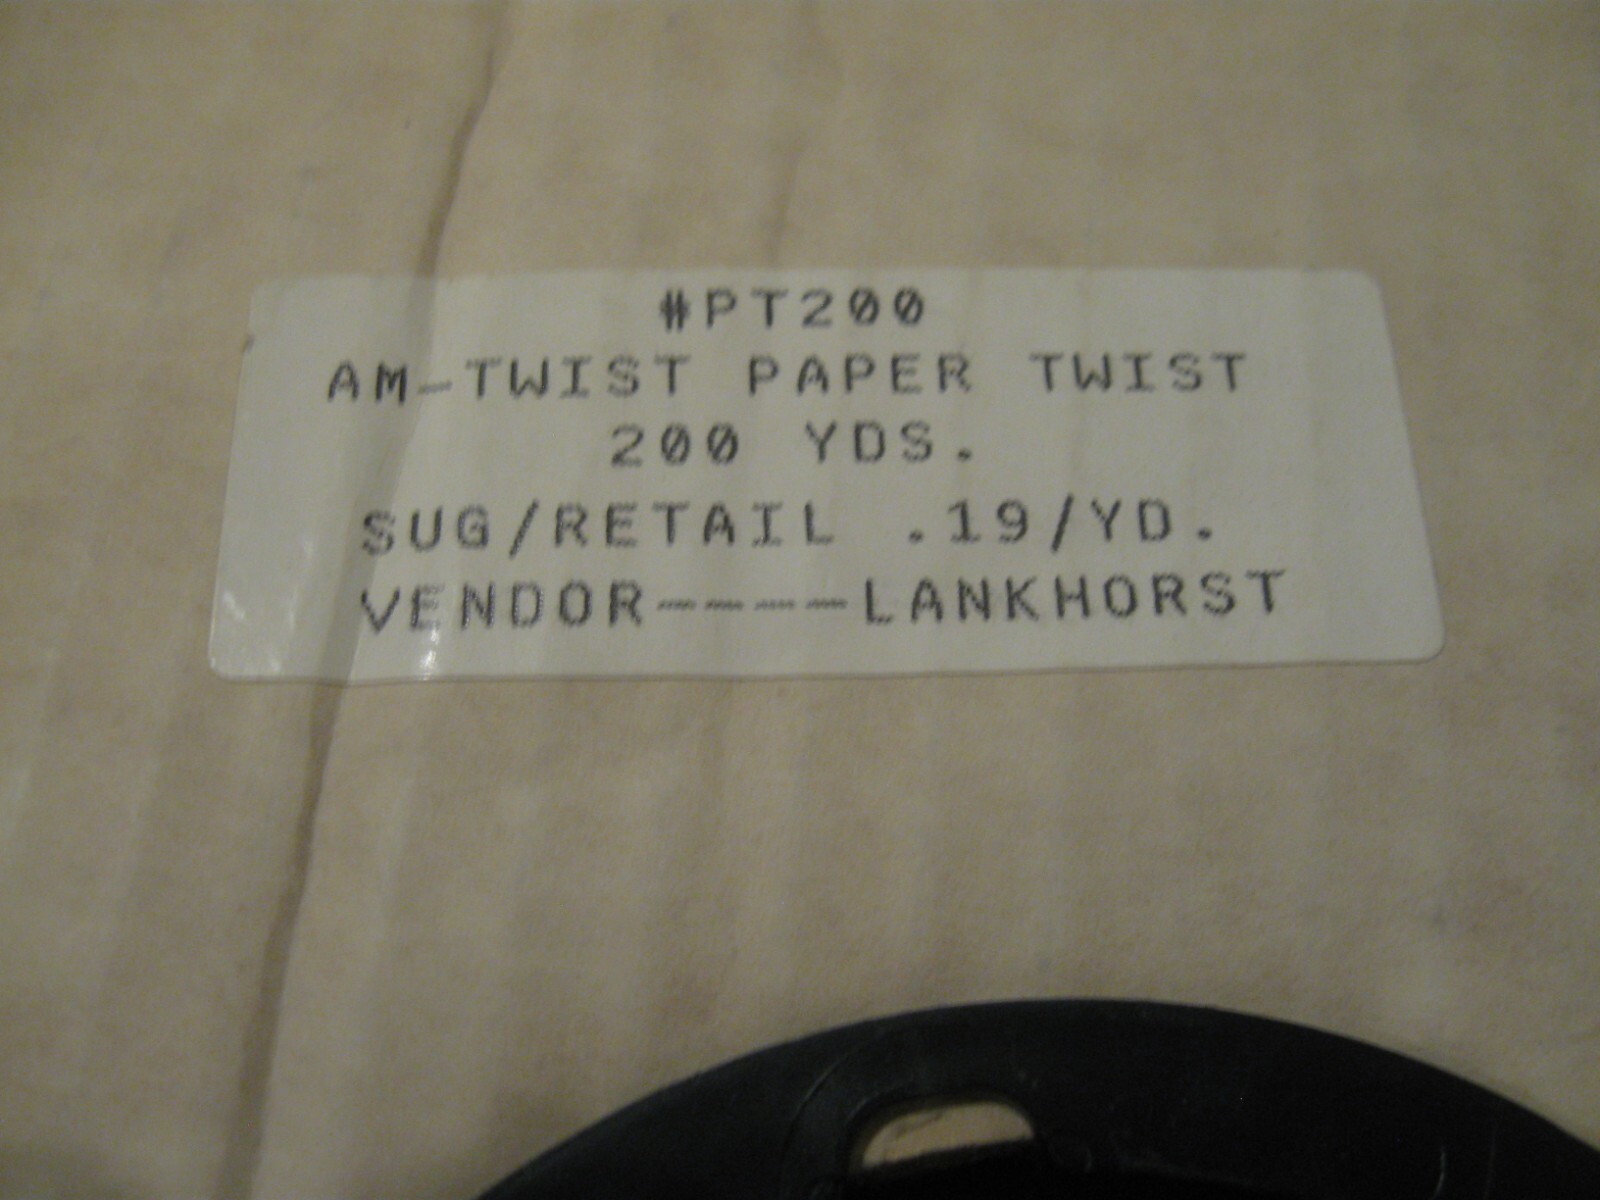 #PT200
AM-TWIST PAPER TWIST
200 YDS.
SUG/RETAIL .19/YD.
VENDOR-----LANKHORST